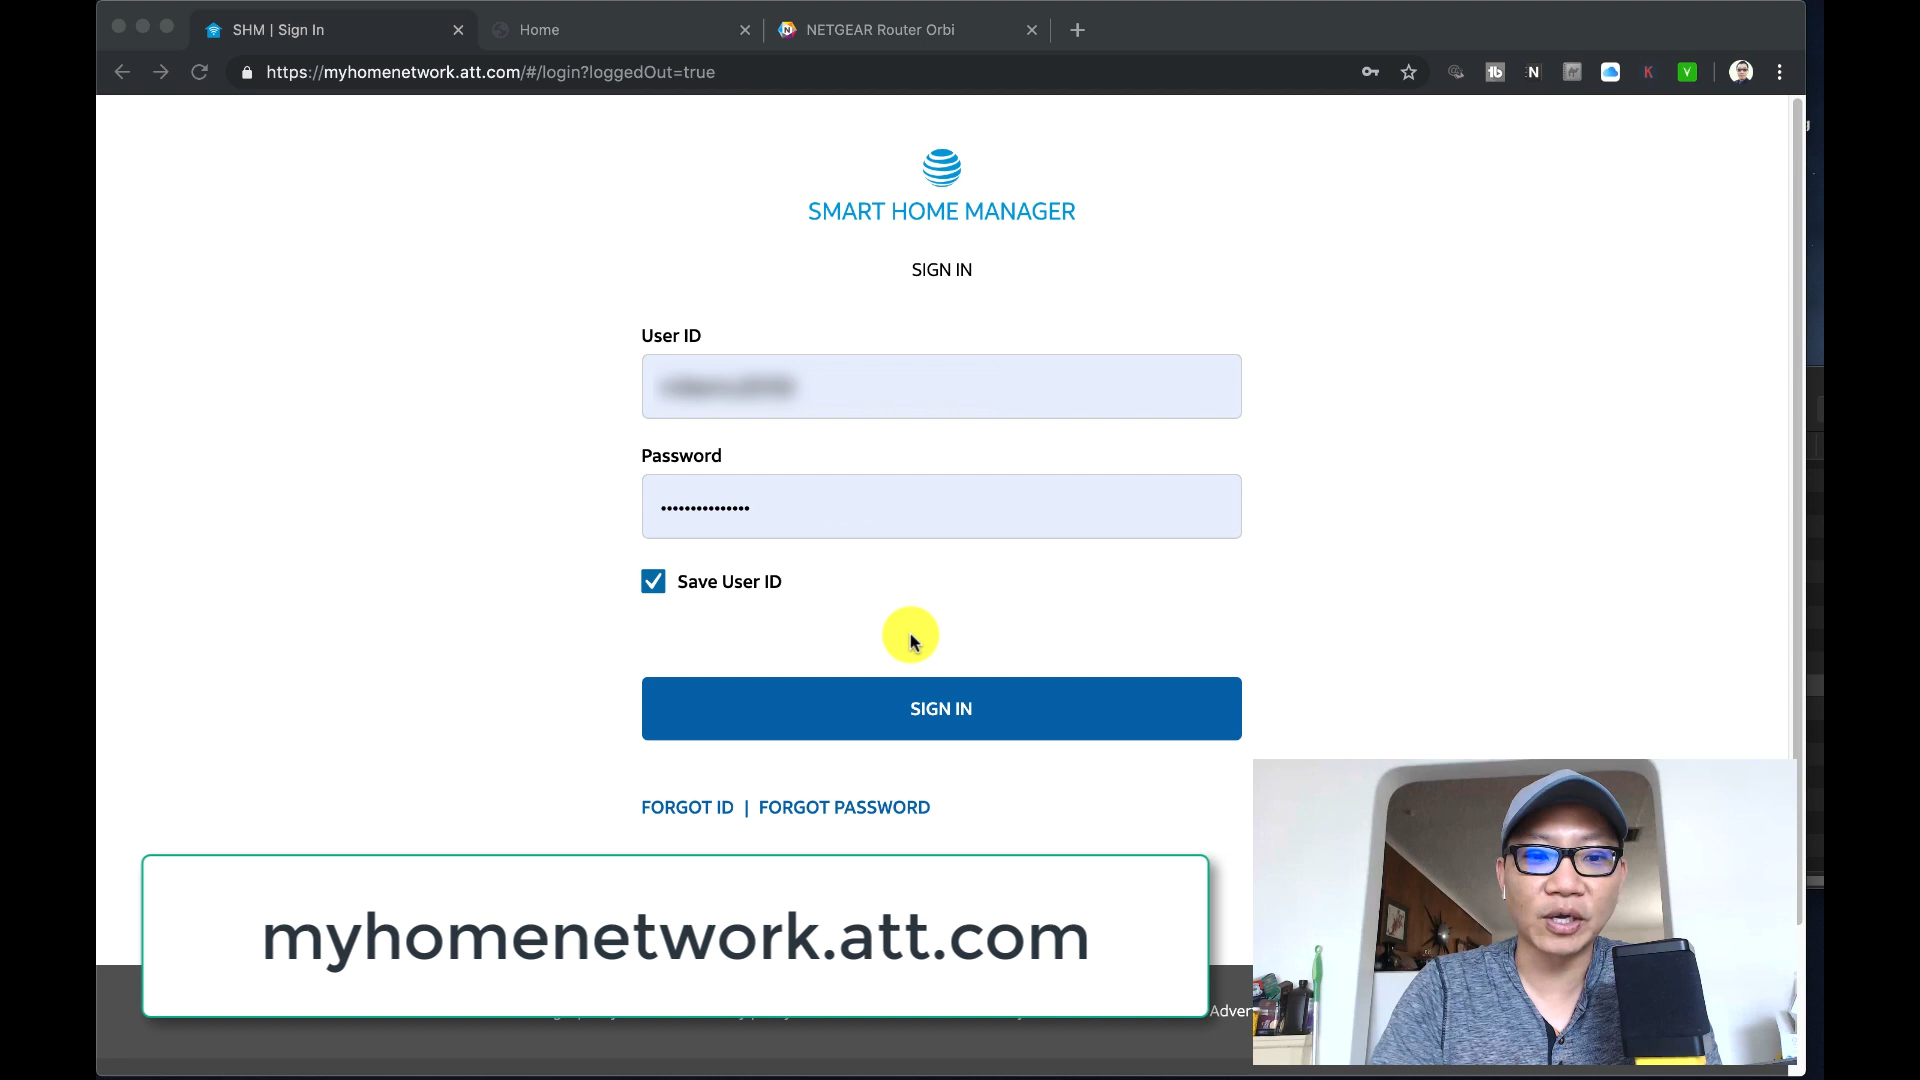 SHM | Sign In
Home
NETGEAR Router Orbi
https://myhomenetwork.att.com/#/login?loggedOut=true
SMART HOME MANAGER
SIGN IN
User ID
Password
Save User ID
SIGN IN
FORGOT ID | FORGOT PASSWORD
myhomenetwork.att.com
Adver